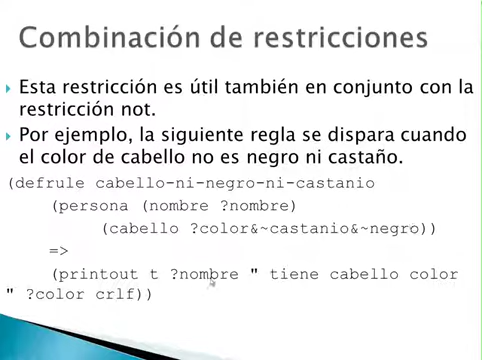 Combinación de restricciones
Esta restricción es útil también en conjunto con la
restricción not.
Por ejemplo, la siguiente regla se dispara cuando
el color de cabello no es negro ni castaño.
(defrule cabello-ni-negro-ni-castanio
(persona (nombre ?nombre)
(cabello ?color&~castanio&~negro))
=>
(printout t ?nombre " tiene cabello color
" ?color crlf))